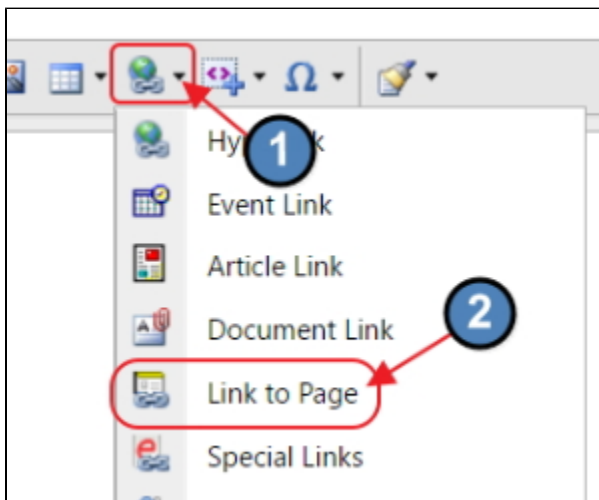 Ω
1
Event Link
Article Link
2
Document Link
Link to Page
Special Links